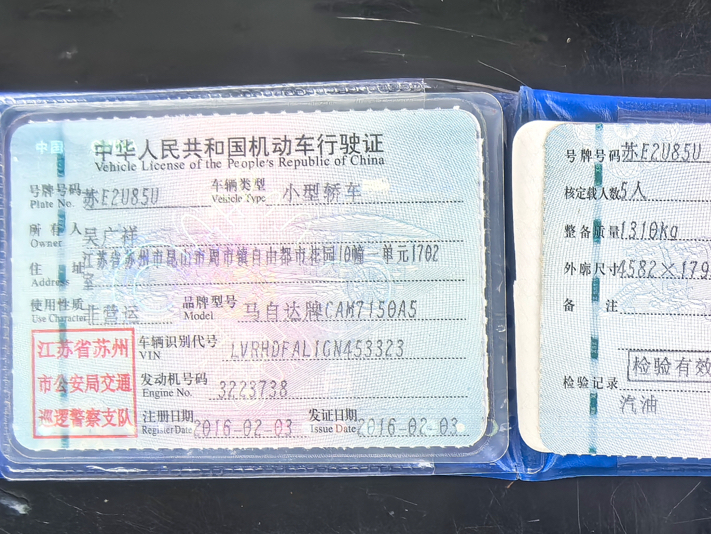 中华人民共和国机动车行驶证
Vehicle License of the People's Republic of China
号牌号码 苏E2U85U 车辆类型 小型轿车
Plate No. Vehicle Type
所有人 吴广祥
Owner
住址 江苏省苏州市昆山市周市镇自由都市花园10幢一单元1702
Address 室
使用性质 非营运 品牌型号 马自达牌CAM7150A5
Use Character Model
江苏省苏州
市公安局交通
巡逻警察支队
车辆识别代号 LVRHDFAL1GN453323
VIN
发动机号码 3223738
Engine No.
注册日期 2016-02-03 发证日期 2016-02-03
Register Date Issue Date
号牌号码 苏E2U85U
核定载人数 5人
整备质量 1310Kg
外廓尺寸 4582×179
备注
检验有效
检验记录
汽油